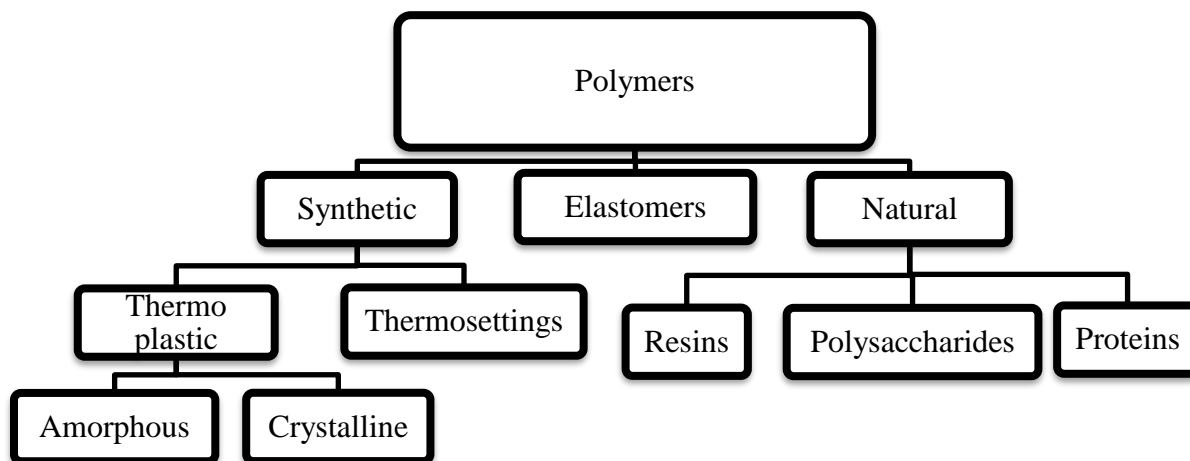 Polymers
Synthetic
Elastomers
Natural
Thermo
plastic
Thermosettings
Resins
Polysaccharides
Proteins
Amorphous
Crystalline